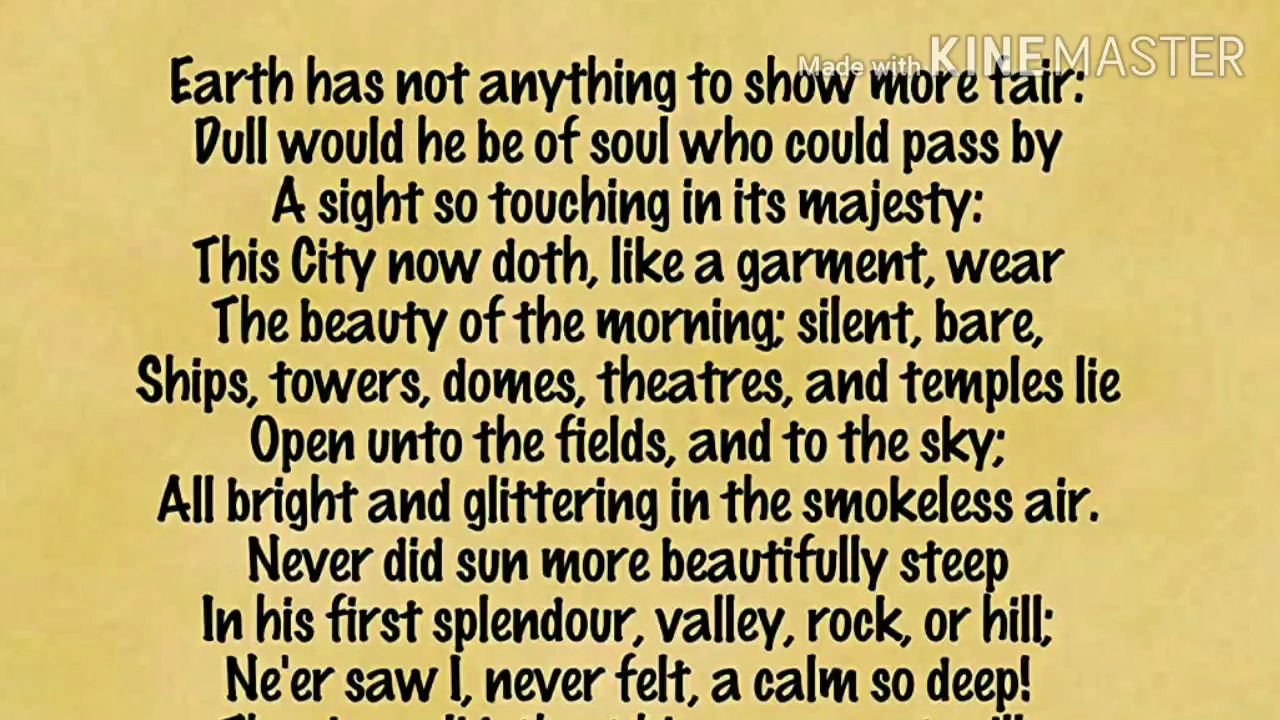 Made with KINEMASTER
Earth has not anything to show more fair:
Dull would he be of soul who could pass by
A sight so touching in its majesty:
This City now doth, like a garment, wear
The beauty of the morning; silent, bare,
Ships, towers, domes, theatres, and temples lie
Open unto the fields, and to the sky;
All bright and glittering in the smokeless air.
Never did sun more beautifully steep
In his first splendour, valley, rock, or hill;
Ne'er saw I, never felt, a calm so deep!